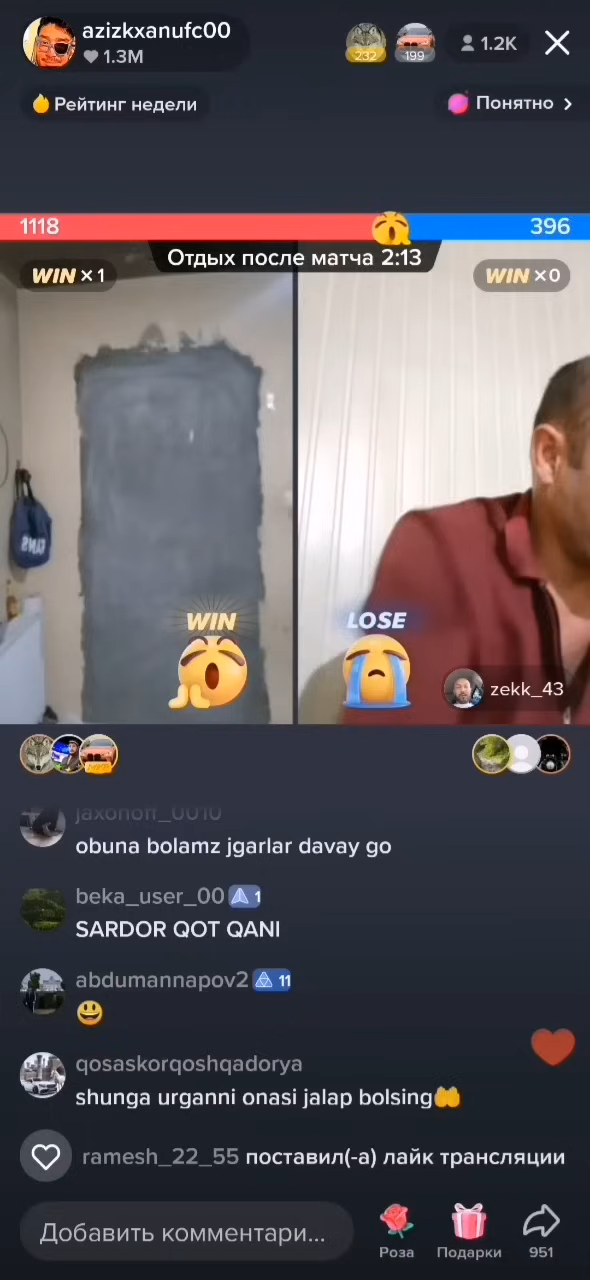 azizkxanufc00
1.3M
232
199
1.2K
Рейтинг недели
Понятно
1118
396
Отдых после матча 2:13
WIN × 1
WIN × 0
WIN
LOSE
zekk_43
jaxonoff_0010
obuna bolamz jgarlar davay go
beka_user_00 1
SARDOR QOT QANI
abdumannapov2 11
😃
qosaskorqoshqadorya
shunga urganni onasi jalap bolsing🤲
ramesh_22_55 поставил(-а) лайк трансляции
Добавить комментари...
Роза
Подарки
951